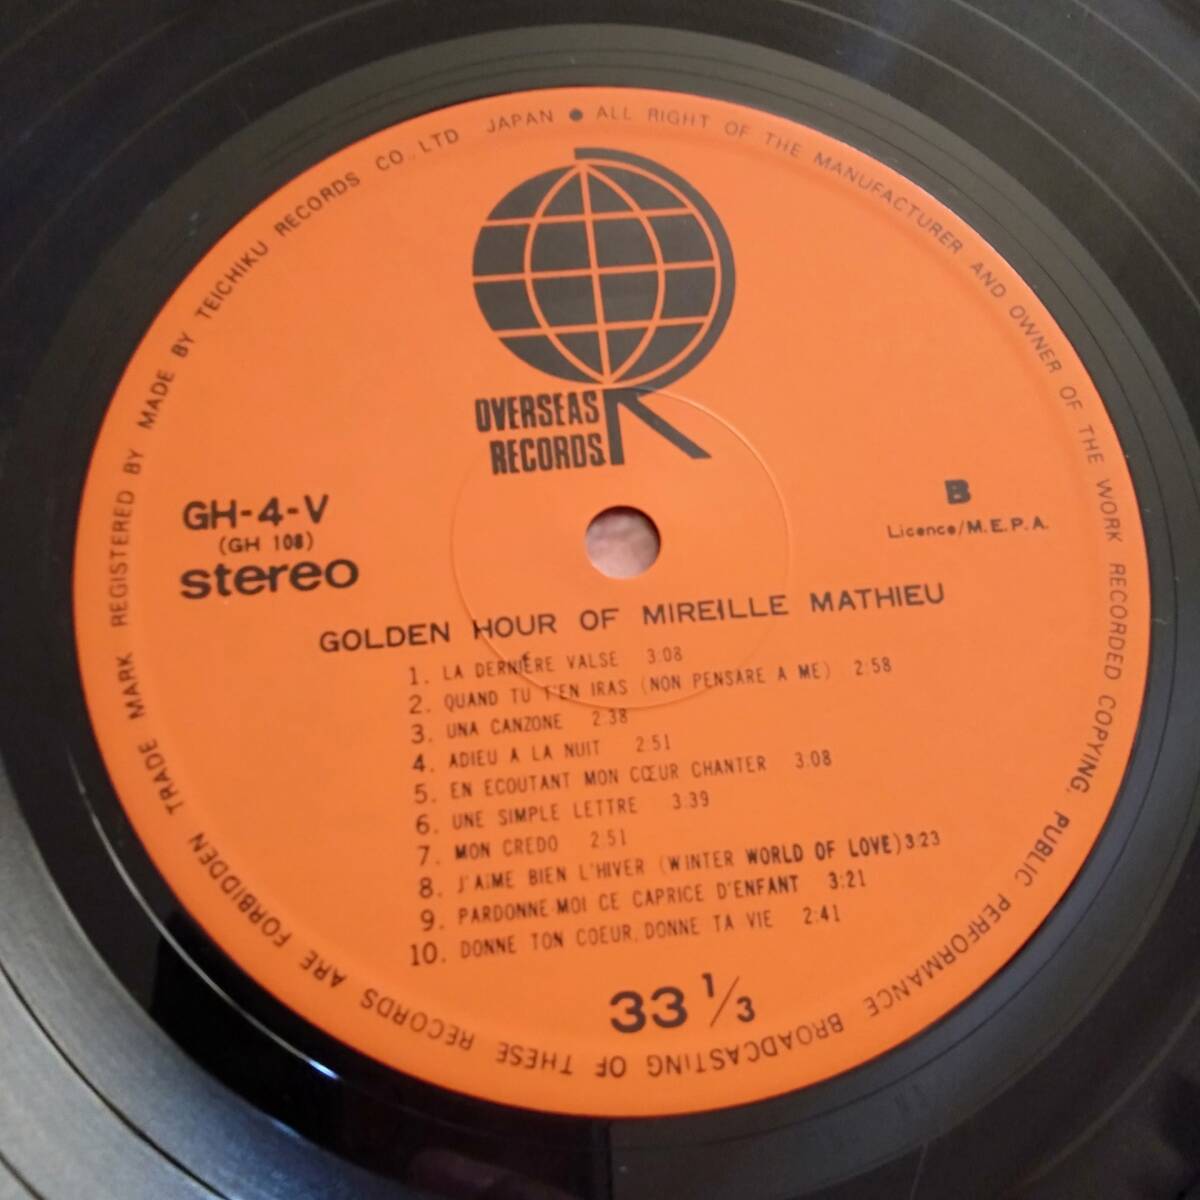 TRADE MARK REGISTERED BY MADE BY TEICHIKU RECORDS CO., LTD JAPAN ● ALL RIGHT OF THE MANUFACTURER AND OWNER OF THE WORK RECORDED COPYING, PUBLIC PERFORMANCE BROADCASTING OF THESE RECORDS ARE FORBIDDEN
OVERSEAS
RECORDS
GH-4-V
(GH 108)
stereo
B
Licence/M.E.P.A.
GOLDEN HOUR OF MIREILLE MATHIEU
1. LA DERNIÈRE VALSE 3:08
2. QUAND TU T'EN IRAS (NON PENSARE A ME) 2:58
3. UNA CANZONE 2:38
4. ADIEU A LA NUIT 2:51
5. EN ECOUTANT MON CŒUR CHANTER 3:08
6. UNE SIMPLE LETTRE 3.39
7. MON CREDO 2:51
8. J'AIME BIEN L'HIVER (WINTER WORLD OF LOVE) 3:23
9. PARDONNE-MOI CE CAPRICE D'ENFANT 3:21
10. DONNE TON COEUR, DONNE TA VIE 2:41
33 1/3